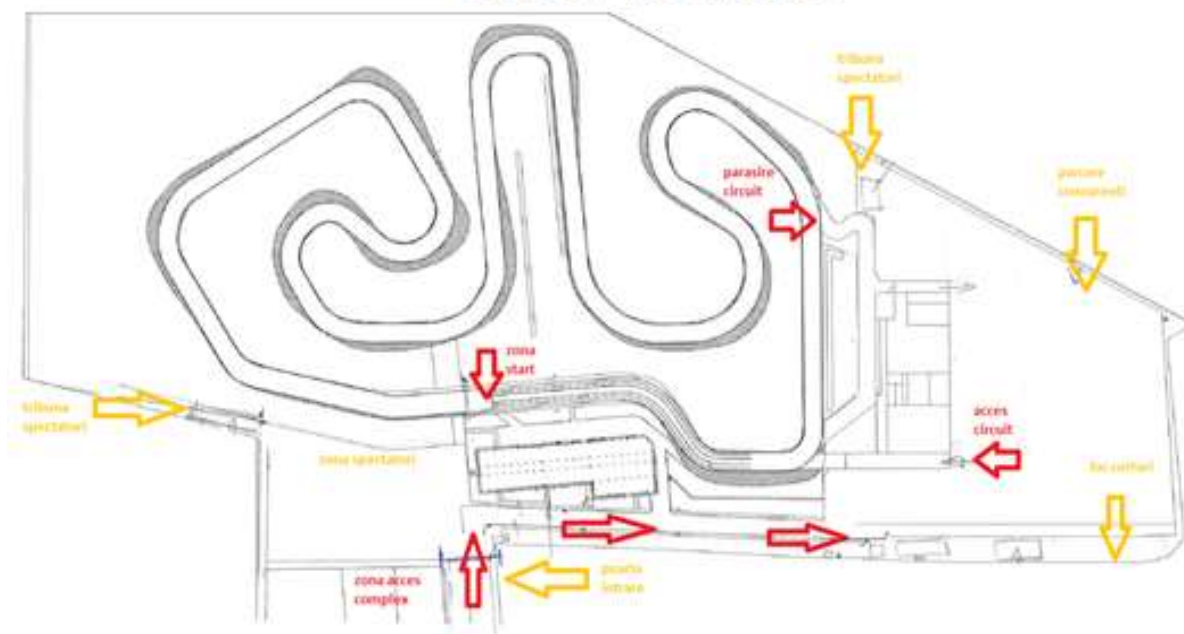 tribuna
spectatori
parcare
concurenti
parasire
circuit
zona
start
tribuna
spectatori
acces
circuit
zona spectatori
zona acces
complex
poarta
intrare